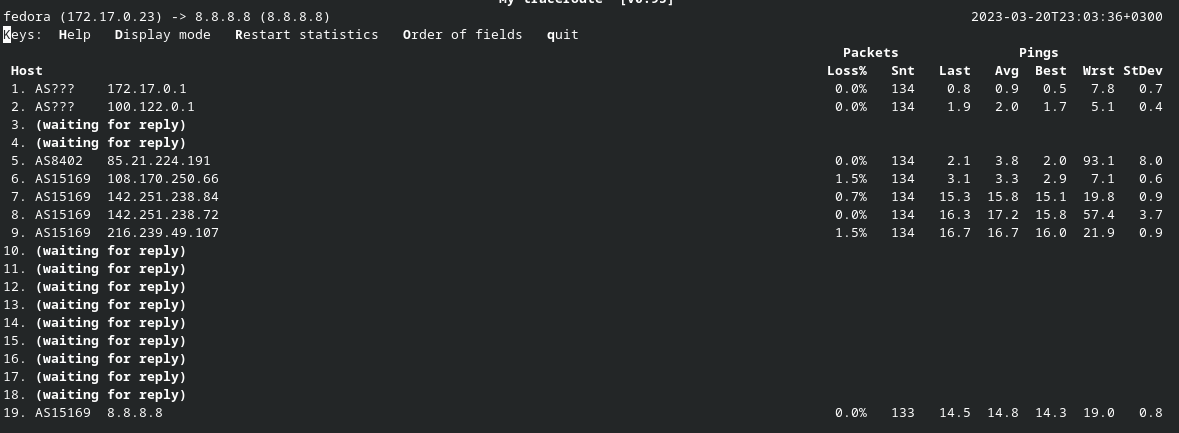 My traceroute  [v0.95]
fedora (172.17.0.23) -> 8.8.8.8 (8.8.8.8) 2023-03-20T23:03:36+0300
Keys:  Help   Display mode   Restart statistics   Order of fields   quit
Packets Pings
Host Loss% Snt Last Avg Best Wrst StDev
1. AS??? 172.17.0.1 0.0% 134 0.8 0.9 0.5 7.8 0.7
2. AS??? 100.122.0.1 0.0% 134 1.9 2.0 1.7 5.1 0.4
3. (waiting for reply)
4. (waiting for reply)
5. AS8402 85.21.224.191 0.0% 134 2.1 3.8 2.0 93.1 8.0
6. AS15169 108.170.250.66 1.5% 134 3.1 3.3 2.9 7.1 0.6
7. AS15169 142.251.238.84 0.7% 134 15.3 15.8 15.1 19.8 0.9
8. AS15169 142.251.238.72 0.0% 134 16.3 17.2 15.8 57.4 3.7
9. AS15169 216.239.49.107 1.5% 134 16.7 16.7 16.0 21.9 0.9
10. (waiting for reply)
11. (waiting for reply)
12. (waiting for reply)
13. (waiting for reply)
14. (waiting for reply)
15. (waiting for reply)
16. (waiting for reply)
17. (waiting for reply)
18. (waiting for reply)
19. AS15169 8.8.8.8 0.0% 133 14.5 14.8 14.3 19.0 0.8